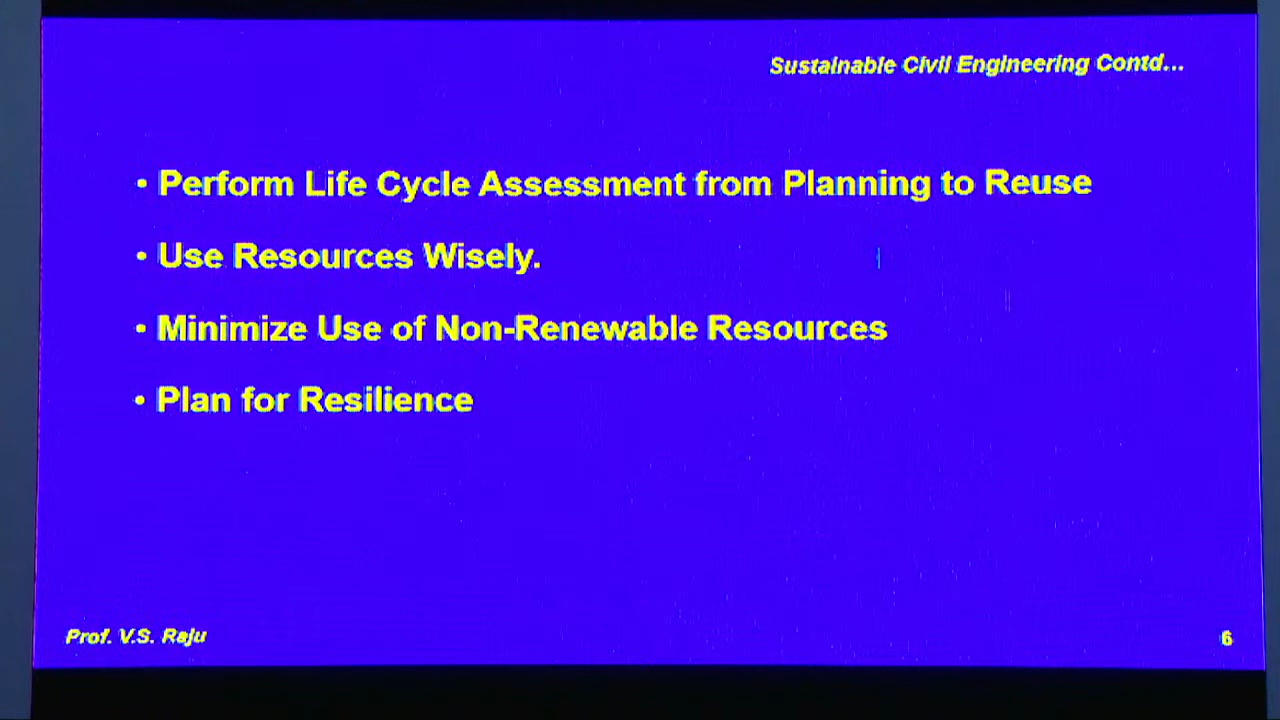 Sustainable Civil Engineering Contd...
• Perform Life Cycle Assessment from Planning to Reuse
• Use Resources Wisely.
• Minimize Use of Non-Renewable Resources
• Plan for Resilience
Prof. V.S. Raju
6